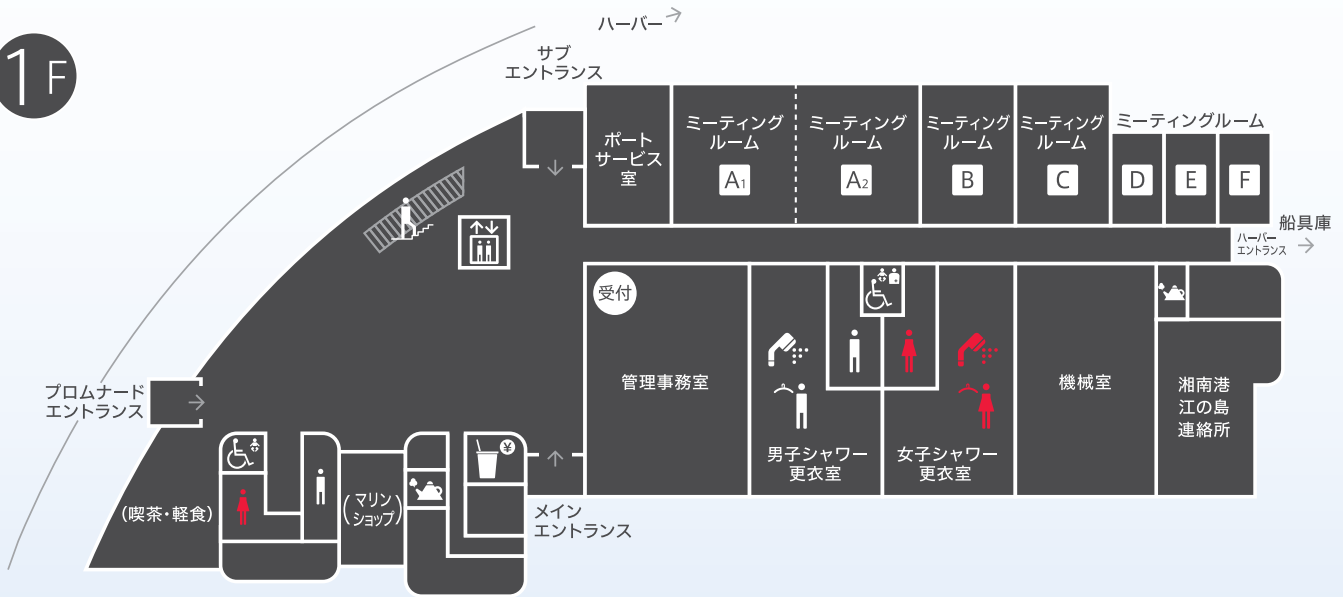 1F
ハーバー
サブ
エントランス
ポート
サービス
室
ミーティング
ルーム
A1
ミーティング
ルーム
A2
ミーティング
ルーム
B
ミーティング
ルーム
C
ミーティングルーム
D
E
F
船具庫
ハーバー
エントランス
受付
管理事務室
男子シャワー
更衣室
女子シャワー
更衣室
機械室
湘南港
江の島
連絡所
プロムナード
エントランス
(喫茶・軽食)
(マリン
ショップ)
¥
メイン
エントランス